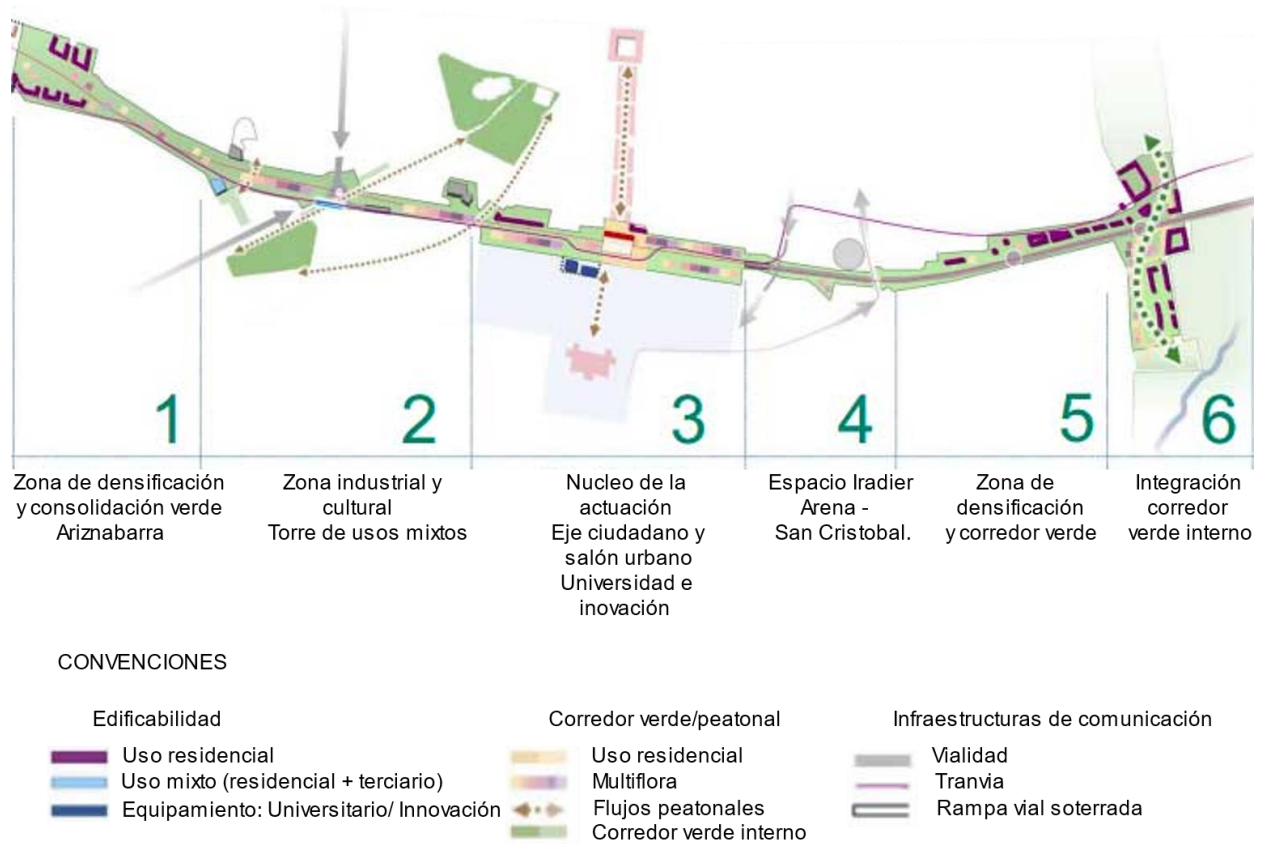 1
2
3
4
5
6
Zona de densificación
y consolidación verde
Ariznabarra
Zona industrial y
cultural
Torre de usos mixtos
Nucleo de la
actuación
Eje ciudadano y
salón urbano
Universidad e
inovación
Espacio Iradier
Arena -
San Cristobal.
Zona de
densificación
y corredor verde
Integración
corredor
verde interno
CONVENCIONES
Edificabilidad
Uso residencial
Uso mixto (residencial + terciario)
Equipamiento: Universitario/ Innovación
Corredor verde/peatonal
Uso residencial
Multiflora
Flujos peatonales
Corredor verde interno
Infraestructuras de comunicación
Vialidad
Tranvia
Rampa vial soterrada